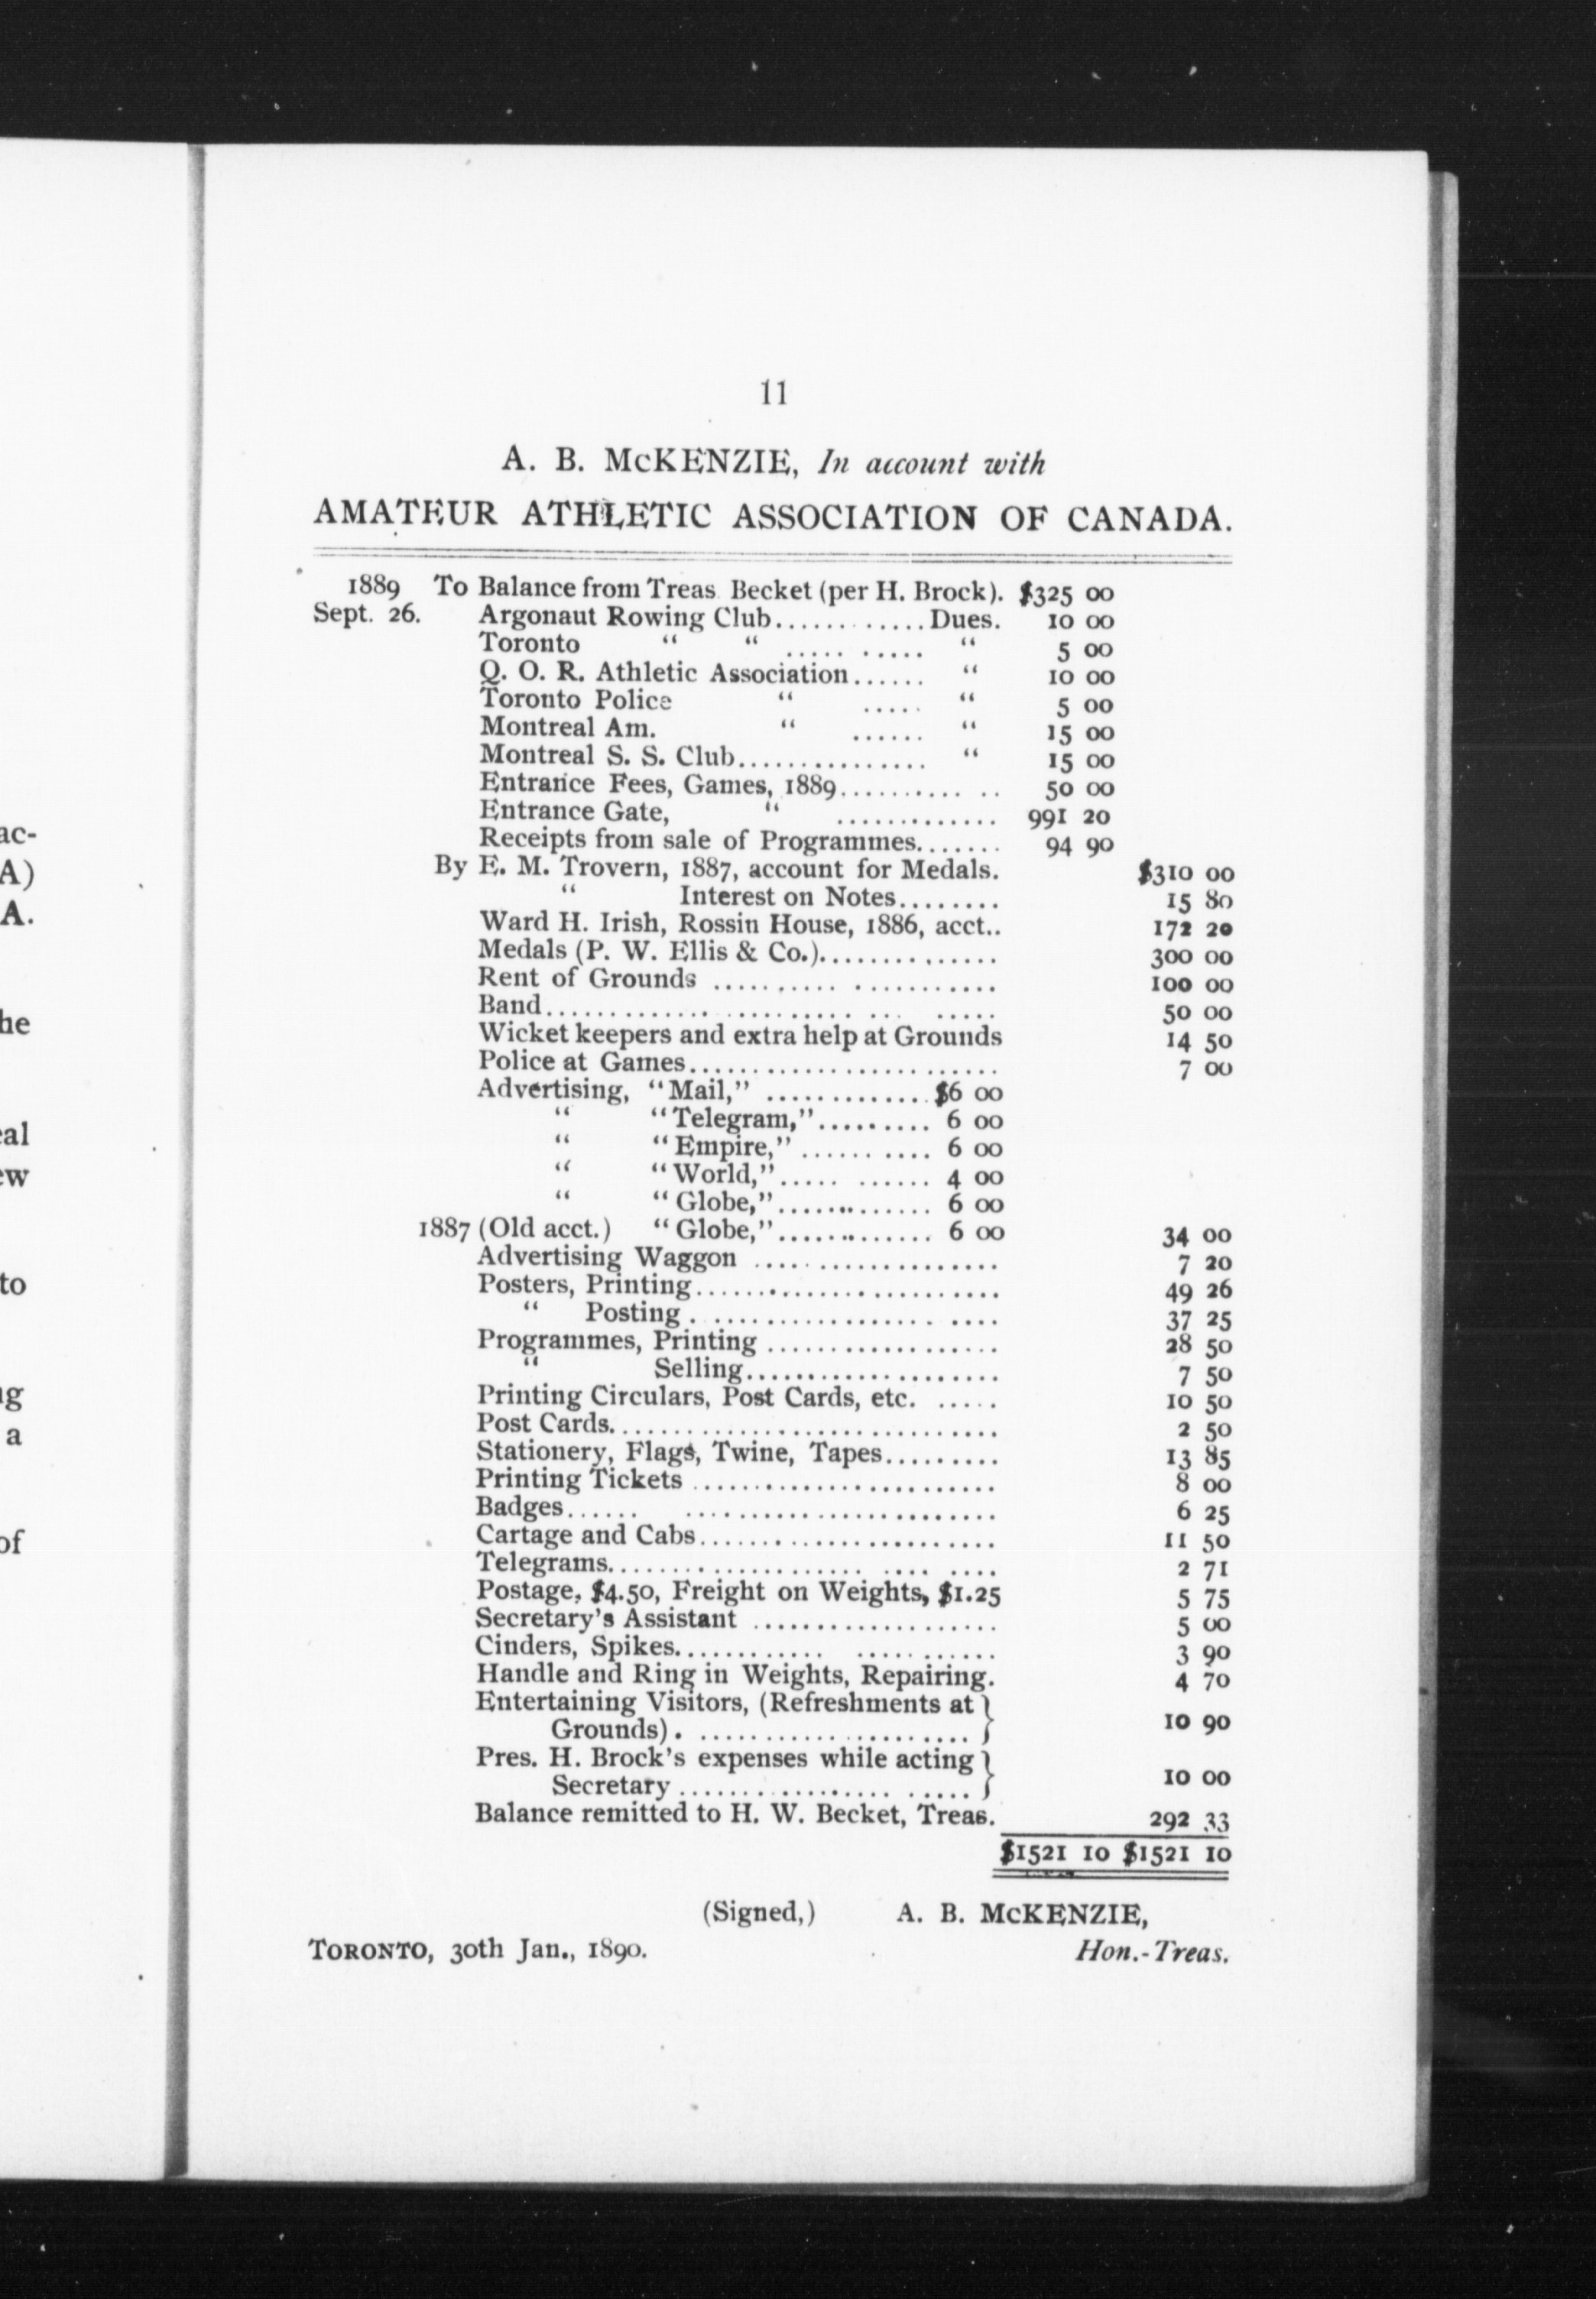 11
A. B. McKENZIE, In account with
AMATEUR ATHLETIC ASSOCIATION OF CANADA.
1889 To Balance from Treas Becket (per H. Brock). $325 00
Sept. 26. Argonaut Rowing Club............Dues. 10 00
Toronto " " ..... ..... " 5 00
Q. O. R. Athletic Association...... " 10 00
Toronto Police " ..... " 5 00
Montreal Am. " ...... " 15 00
Montreal S. S. Club............... " 15 00
Entrance Fees, Games, 1889.......... .. 50 00
Entrance Gate, " ............. 991 20
Receipts from sale of Programmes....... 94 90
By E. M. Trovern, 1887, account for Medals. $310 00
" Interest on Notes........ 15 80
Ward H. Irish, Rossin House, 1886, acct.. 172 20
Medals (P. W. Ellis & Co.)............. 300 00
Rent of Grounds .......... ........... 100 00
Band............. ......... ... ..... 50 00
Wicket keepers and extra help at Grounds 14 50
Police at Games....................... 7 00
Advertising, "Mail," .............$6 00
" "Telegram,".......... 6 00
" "Empire," ...... .... 6 00
" "World,"..... ...... 4 00
" "Globe,"............. 6 00
1887 (Old acct.) "Globe,"............. 6 00 34 00
Advertising Waggon .................... 7 20
Posters, Printing........................ 49 26
" Posting . ................... .... 37 25
Programmes, Printing ................... 28 50
" Selling..................... 7 50
Printing Circulars, Post Cards, etc. ..... 10 50
Post Cards............................. 2 50
Stationery, Flags, Twine, Tapes......... 13 85
Printing Tickets ........................ 8 00
Badges...... ......................... 6 25
Cartage and Cabs....................... 11 50
Telegrams..................... .... .... 2 71
Postage, $4.50, Freight on Weights, $1.25 5 75
Secretary's Assistant .................... 5 00
Cinders, Spikes............ ............ 3 90
Handle and Ring in Weights, Repairing. 4 70
Entertaining Visitors, (Refreshments at }
Grounds). ...................... } 10 90
Pres. H. Brock's expenses while acting }
Secretary .................. ..... } 10 00
Balance remitted to H. W. Becket, Treas. 292 33
$1521 10 $1521 10
(Signed,) A. B. McKENZIE,
TORONTO, 30th Jan., 1890. Hon.-Treas.
ac-
A)
A.
he
to
a
of